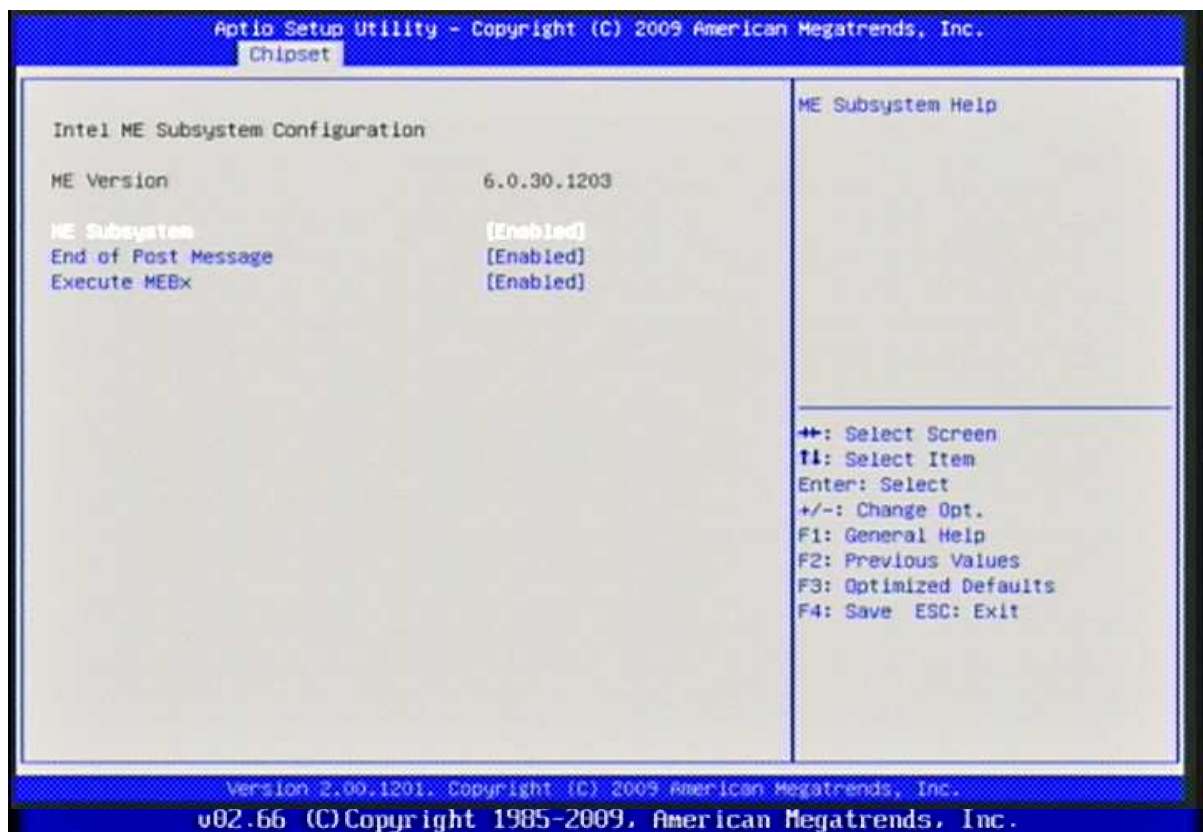 Aptio Setup Utility - Copyright (C) 2009 American Megatrends, Inc.
Chipset
Intel ME Subsystem Configuration
ME Version 6.0.30.1203
ME Subsystem [Enabled]
End of Post Message [Enabled]
Execute MEBx [Enabled]
ME Subsystem Help
→←: Select Screen
↑↓: Select Item
Enter: Select
+/-: Change Opt.
F1: General Help
F2: Previous Values
F3: Optimized Defaults
F4: Save ESC: Exit
Version 2.00.1201. Copyright (C) 2009 American Megatrends, Inc.
v02.66 (C)Copyright 1985-2009, American Megatrends, Inc.